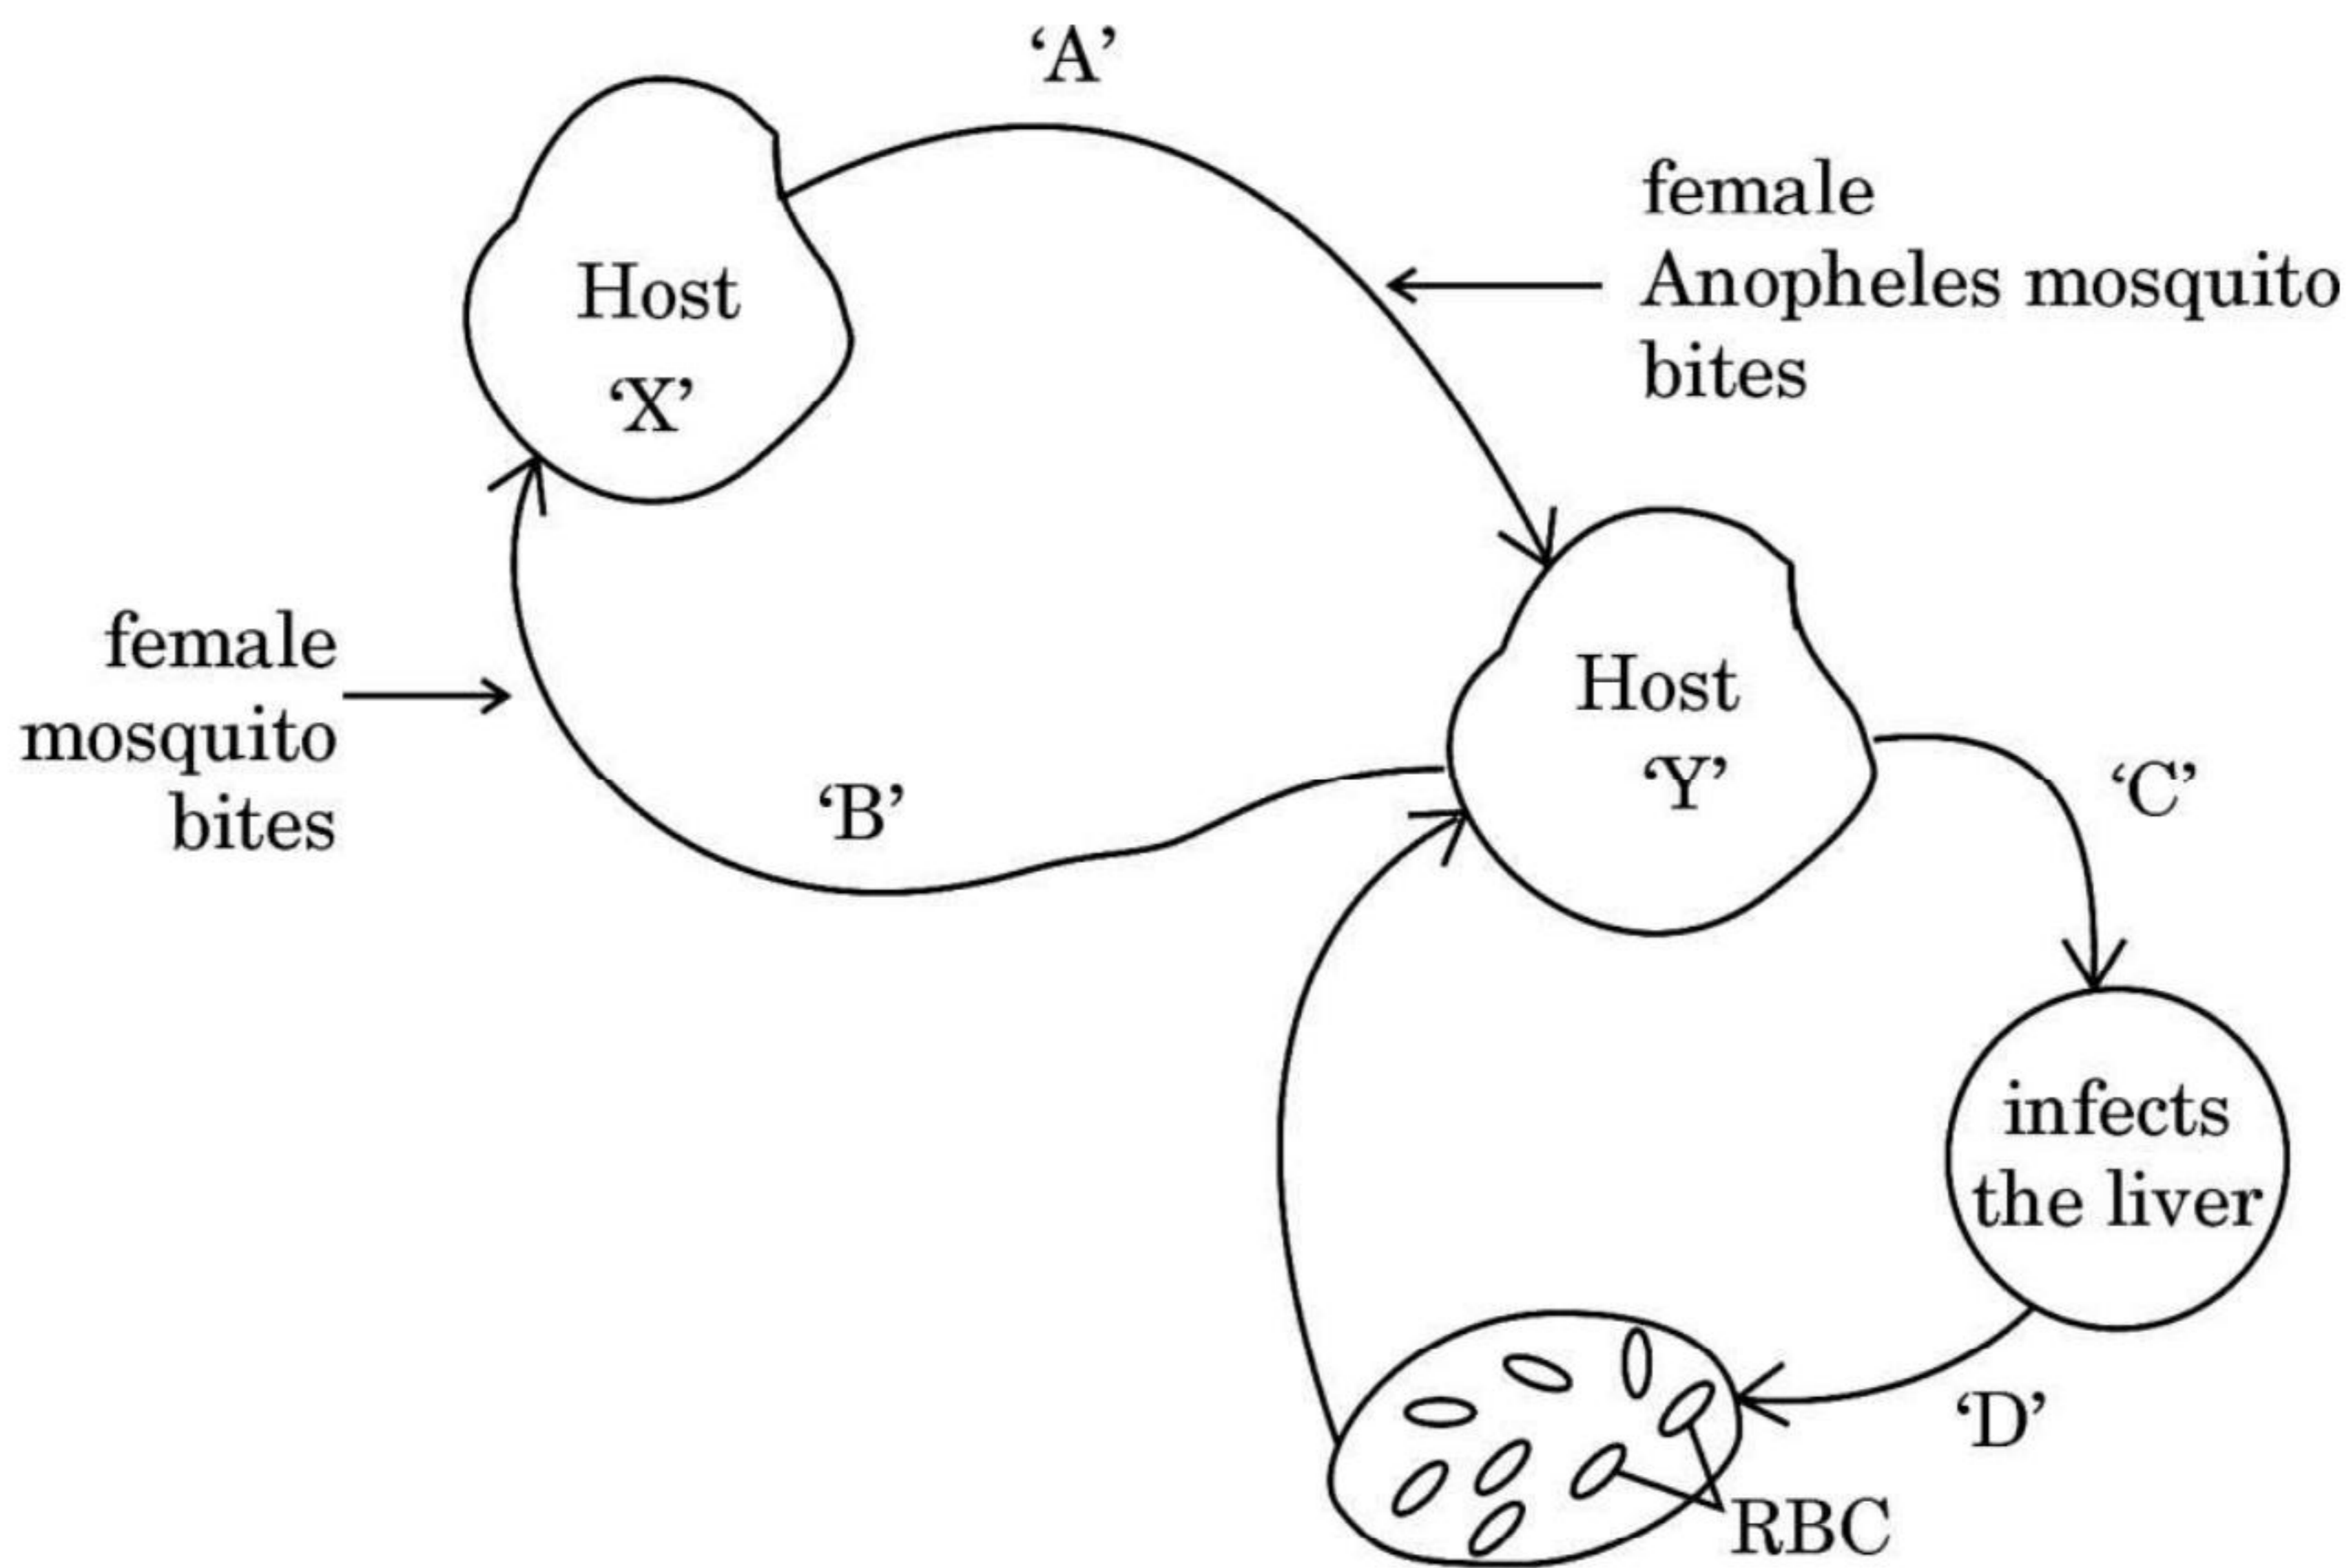 ‘A’
female
Anopheles mosquito
bites
Host
‘X’
female
mosquito
bites
‘B’
Host
‘Y’
‘C’
infects
the liver
‘D’
RBC